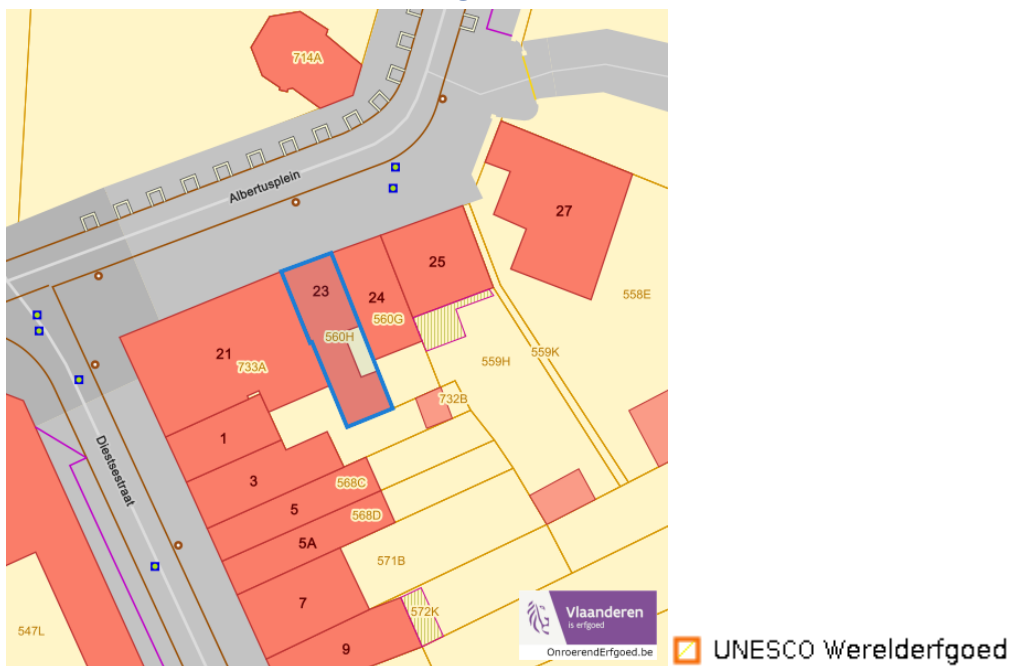 714A
Albertusplein
27
25
23
24
558E
560G
560H
21
733A
559H
559K
732B
1
3
568C
5
568D
5A
Diestsestraat
571B
7
572K
547L
9
Vlaanderen
is erfgoed
OnroerendErfgoed.be
UNESCO Werelderfgoed